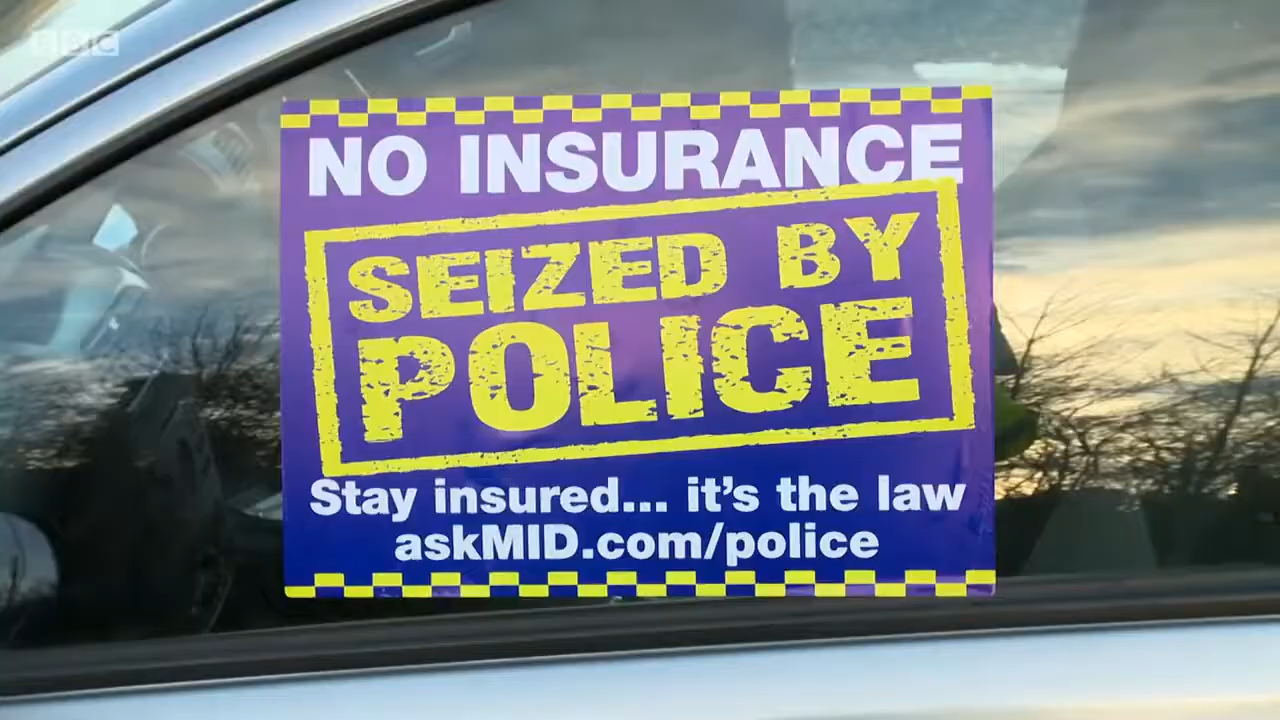 BBC
NO INSURANCE
SEIZED BY
POLICE
Stay insured... it's the law
askMID.com/police